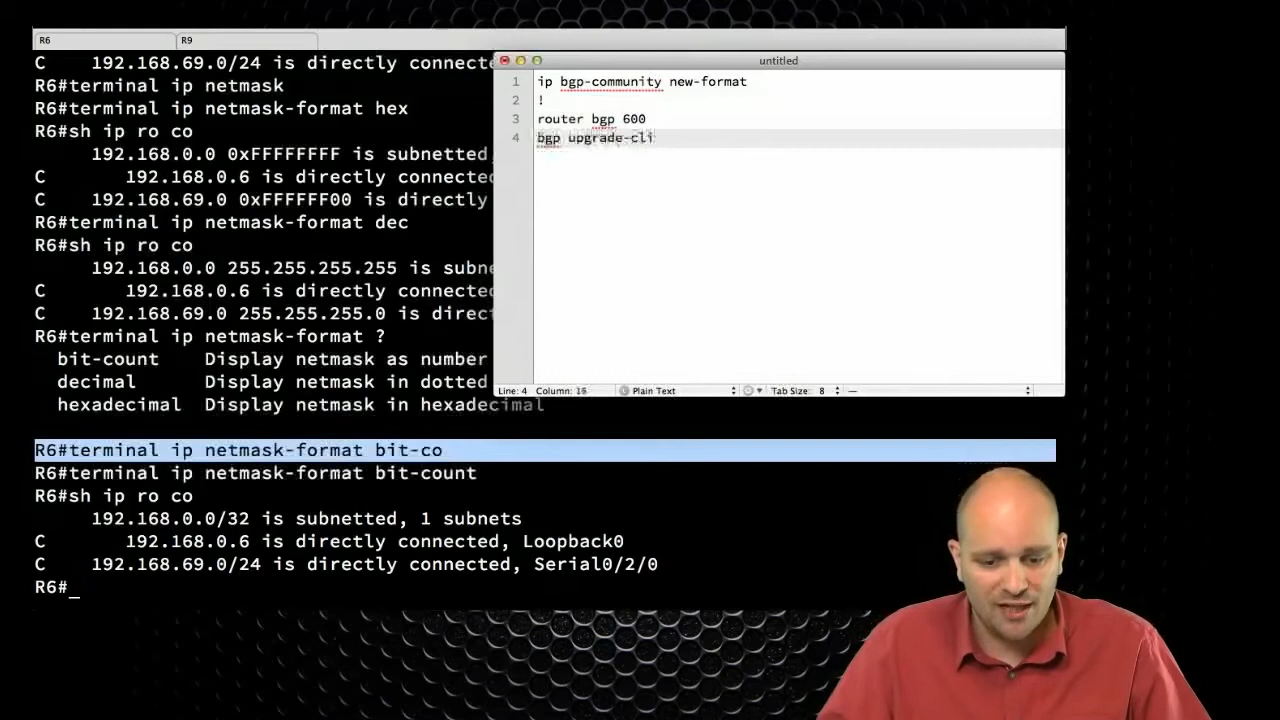 R6
R9
C 192.168.69.0/24 is directly connecte
R6#terminal ip netmask
R6#terminal ip netmask-format hex
R6#sh ip ro co
192.168.0.0 0xFFFFFFFF is subnetted,
C 192.168.0.6 is directly connected
C 192.168.69.0 0xFFFFFF00 is directly
R6#terminal ip netmask-format dec
R6#sh ip ro co
192.168.0.0 255.255.255.255 is subne
C 192.168.0.6 is directly connected
C 192.168.69.0 255.255.255.0 is direct
R6#terminal ip netmask-format ?
bit-count Display netmask as number
decimal Display netmask in dotted
hexadecimal Display netmask in hexadecimal
R6#terminal ip netmask-format bit-co
R6#terminal ip netmask-format bit-count
R6#sh ip ro co
192.168.0.0/32 is subnetted, 1 subnets
C 192.168.0.6 is directly connected, Loopback0
C 192.168.69.0/24 is directly connected, Serial0/2/0
R6#_
untitled
1 ip bgp-community new-format
2 !
3 router bgp 600
4 bgp upgrade-cli
Line: 4 Column: 16 Plain Text Tab Size: 8 —